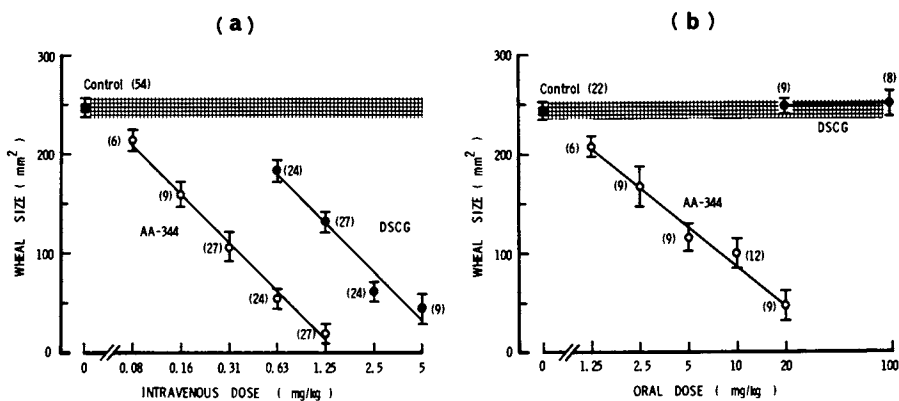 (a)
300
200
100
0
WHEAL SIZE ( mm² )
Control (54)
(6)
(9)
(27)
(24)
(27)
AA-344
(24)
(27)
(24)
(9)
DSCG
0 0.08 0.16 0.31 0.63 1.25 2.5 5
INTRAVENOUS DOSE ( mg/kg )
(b)
300
200
100
0
WHEAL SIZE ( mm² )
Control (22)
(9)
(8)
DSCG
(6)
(9)
(9)
(12)
(9)
AA-344
0 1.25 2.5 5 10 20 100
ORAL DOSE ( mg/kg )